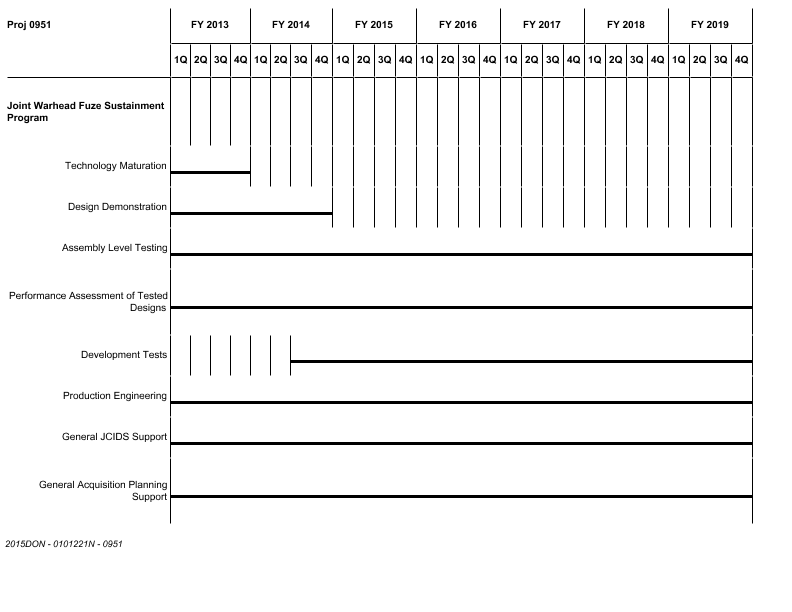 Proj 0951 FY 2013 FY 2014 FY 2015 FY 2016 FY 2017 FY 2018 FY 2019
1Q 2Q 3Q 4Q 1Q 2Q 3Q 4Q 1Q 2Q 3Q 4Q 1Q 2Q 3Q 4Q 1Q 2Q 3Q 4Q 1Q 2Q 3Q 4Q 1Q 2Q 3Q 4Q
Joint Warhead Fuze Sustainment
Program
Technology Maturation
Design Demonstration
Assembly Level Testing
Performance Assessment of Tested
Designs
Development Tests
Production Engineering
General JCIDS Support
General Acquisition Planning
Support
2015DON - 0101221N - 0951